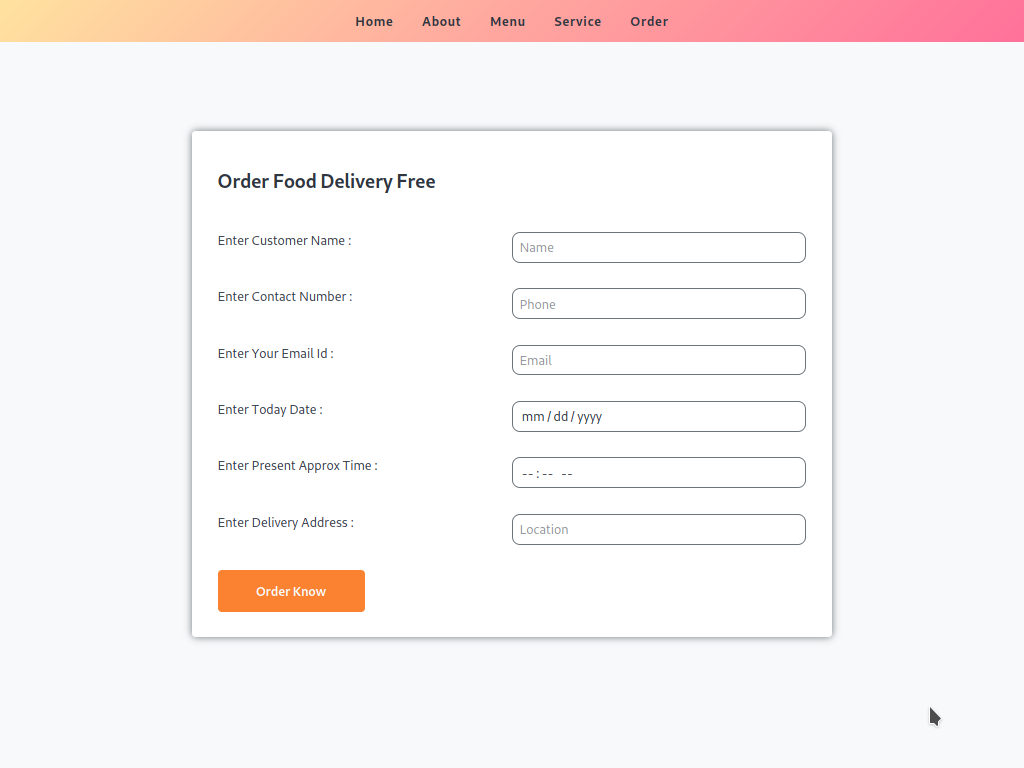 Home About Menu Service Order
Order Food Delivery Free
Enter Customer Name :
Name
Enter Contact Number :
Phone
Enter Your Email Id :
Email
Enter Today Date :
mm / dd / yyyy
Enter Present Approx Time :
-- : -- --
Enter Delivery Address :
Location
Order Know